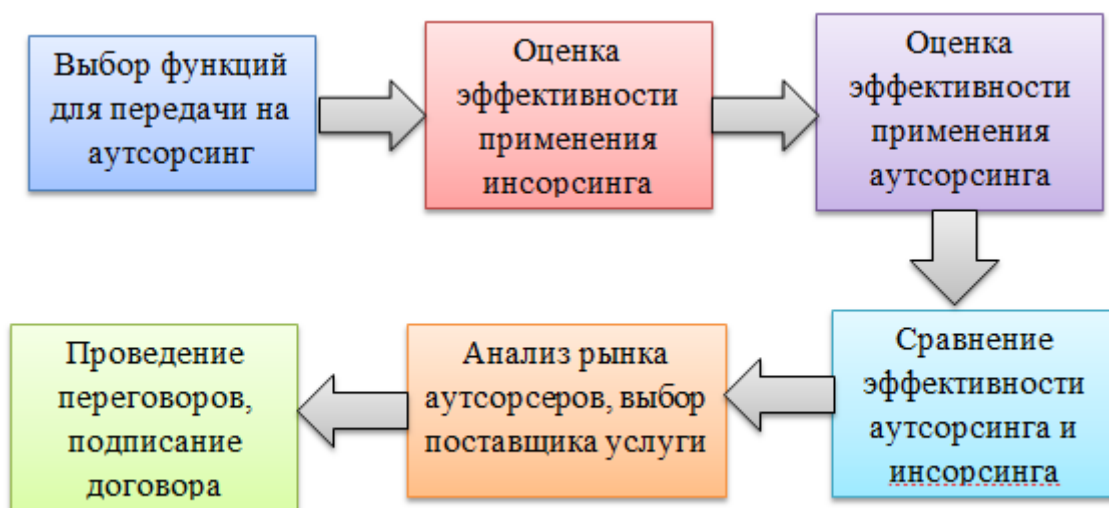 Выбор функций
для передачи на
аутсорсинг
Оценка
эффективности
применения
инсорсинга
Оценка
эффективности
применения
аутсорсинга
Сравнение
эффективности
аутсорсинга и
инсорсинга
Анализ рынка
аутсорсеров, выбор
поставщика услуги
Проведение
переговоров,
подписание
договора